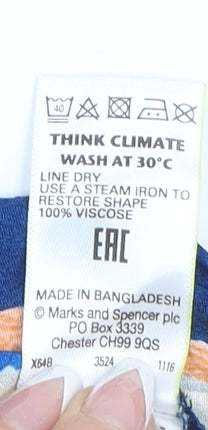 40
THINK CLIMATE
WASH AT 30°C
LINE DRY
USE A STEAM IRON TO
RESTORE SHAPE
100% VISCOSE
EAC
MADE IN BANGLADESH
© Marks and Spencer plc
PO Box 3339
Chester CH99 9QS
X64B 3524 1116